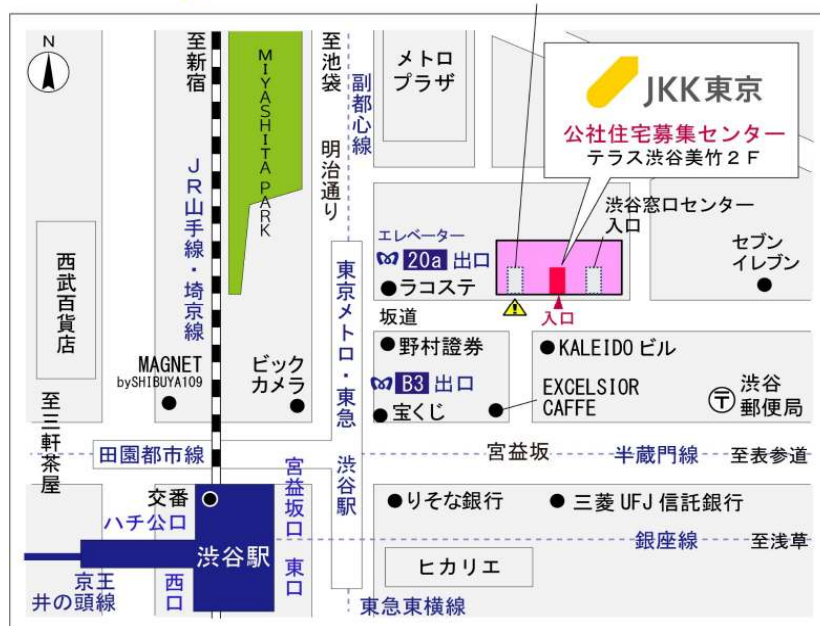 N
至新宿
MIYASHITA PARK
至池袋
副都心線
明治通り
メトロ
プラザ
JKK東京
公社住宅募集センター
テラス渋谷美竹2F
JR山手線・埼京線
西武百貨店
エレベーター
20a 出口
ラコステ
渋谷窓口センター
入口
セブン
イレブン
入口
坂道
野村證券
KALEIDO ビル
東京メトロ・東急 渋谷駅
MAGNET
bySHIBUYA109
ビック
カメラ
B3 出口
宝くじ
EXCELSIOR
CAFFE
〒
渋谷
郵便局
至三軒茶屋
田園都市線
宮益坂
半蔵門線
至表参道
交番
ハチ公口
宮益坂口
りそな銀行
三菱UFJ信託銀行
渋谷駅
銀座線
至浅草
京王
井の頭線
西口
東口
ヒカリエ
東急東横線